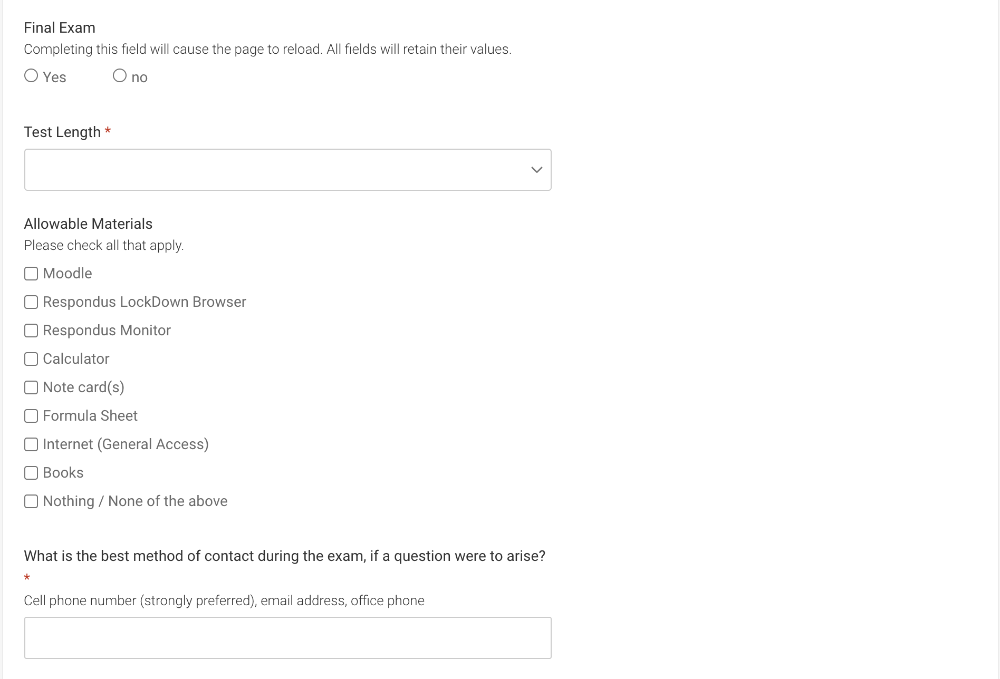 Final Exam
Completing this field will cause the page to reload. All fields will retain their values.
Yes no
Test Length *
Allowable Materials
Please check all that apply.
Moodle
Respondus LockDown Browser
Respondus Monitor
Calculator
Note card(s)
Formula Sheet
Internet (General Access)
Books
Nothing / None of the above
What is the best method of contact during the exam, if a question were to arise?
*
Cell phone number (strongly preferred), email address, office phone